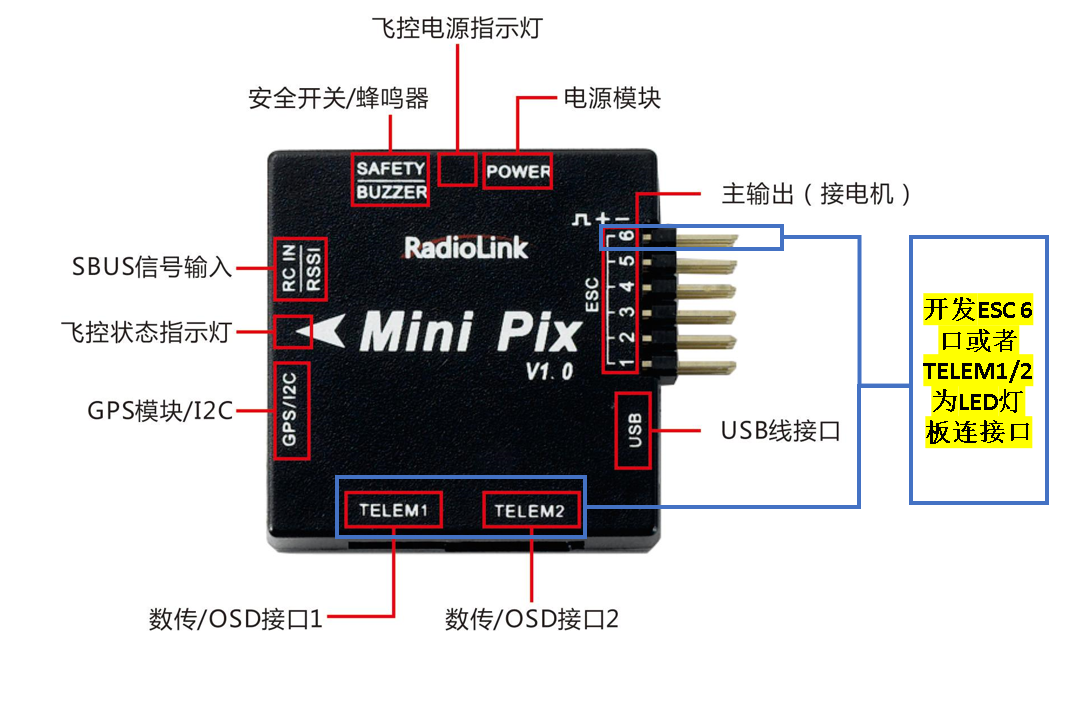 飞控电源指示灯
安全开关/蜂鸣器
电源模块
SAFETY
BUZZER
POWER
主输出（接电机）
+ −
RadioLink
SBUS信号输入
RC IN
RSSI
飞控状态指示灯
Mini Pix
V1.0
ESC
6
5
4
3
2
1
GPS模块/I2C
GPS/I2C
USB
USB线接口
TELEM1
TELEM2
数传/OSD接口1
数传/OSD接口2
开发ESC 6
口或者
TELEM1/2
为LED灯
板连接口